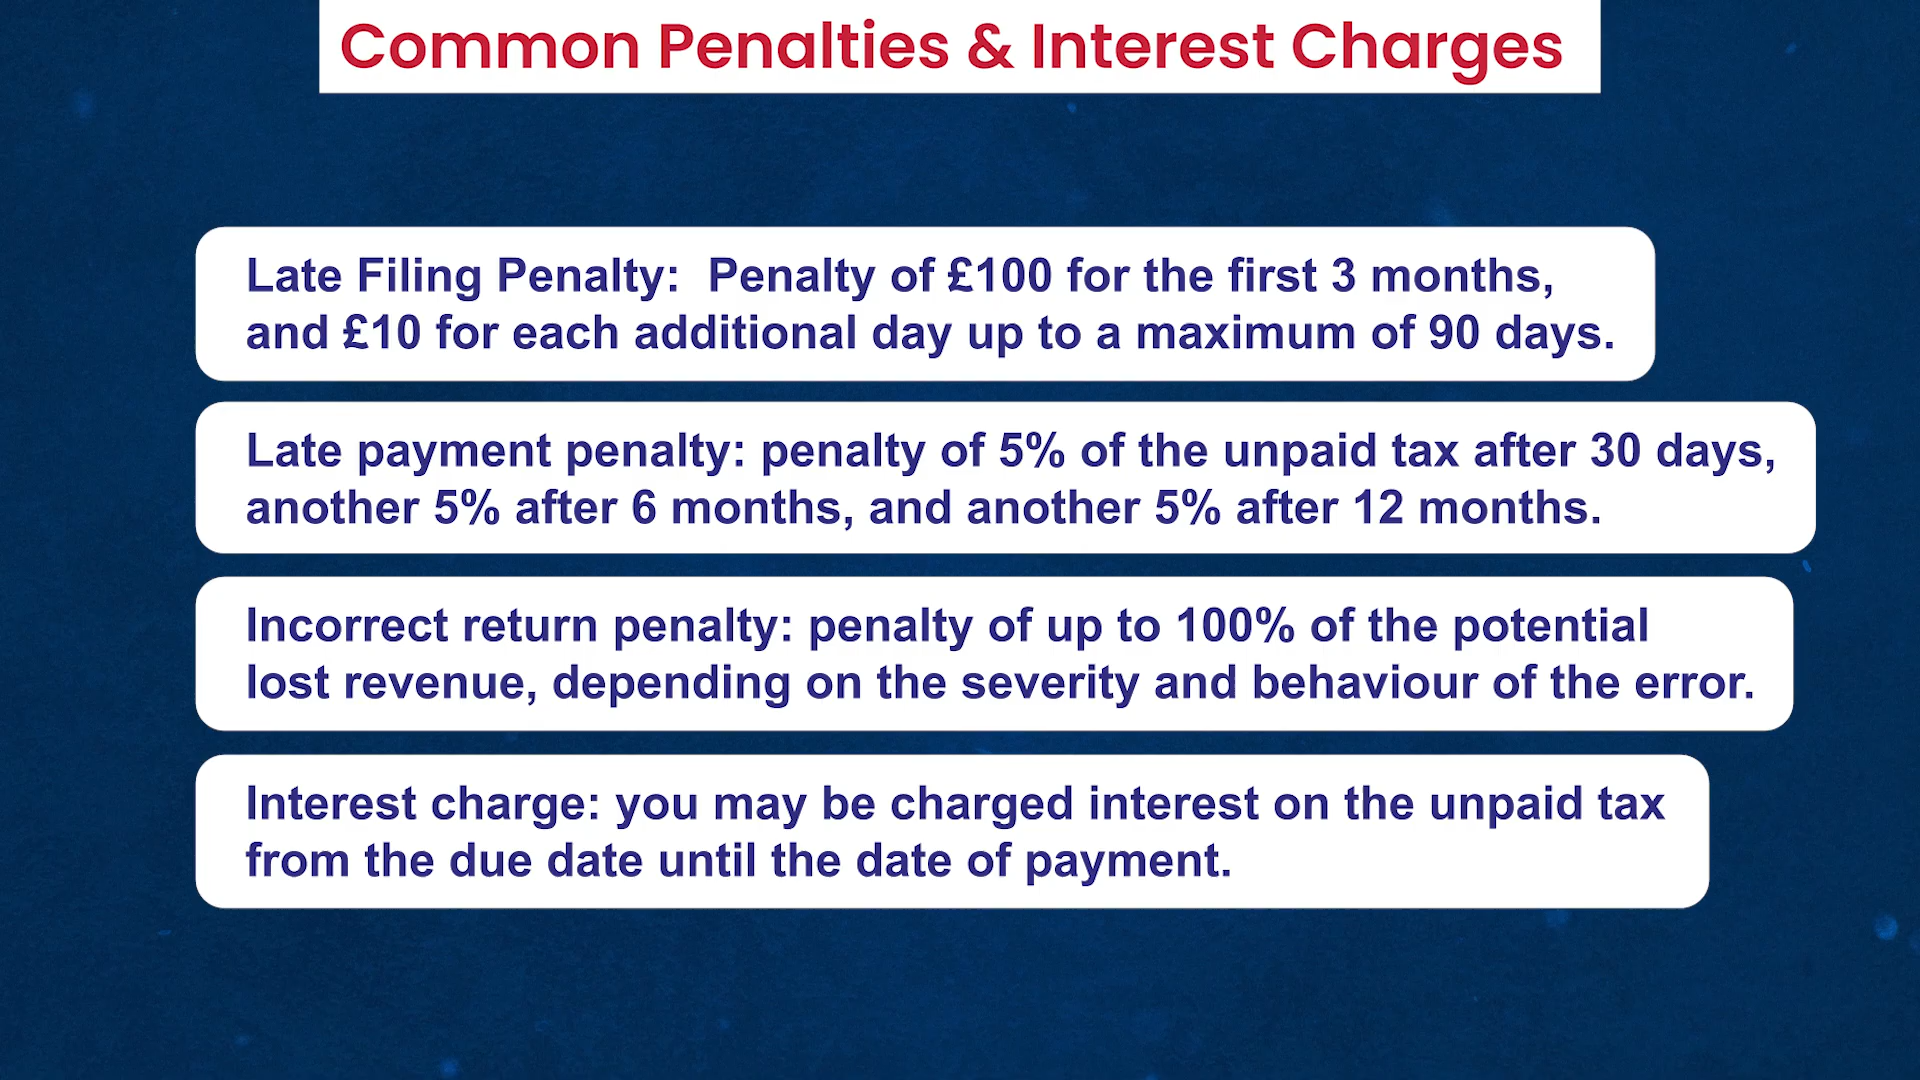 Common Penalties & Interest Charges
Late Filing Penalty:  Penalty of £100 for the first 3 months,
and £10 for each additional day up to a maximum of 90 days.
Late payment penalty: penalty of 5% of the unpaid tax after 30 days,
another 5% after 6 months, and another 5% after 12 months.
Incorrect return penalty: penalty of up to 100% of the potential
lost revenue, depending on the severity and behaviour of the error.
Interest charge: you may be charged interest on the unpaid tax
from the due date until the date of payment.